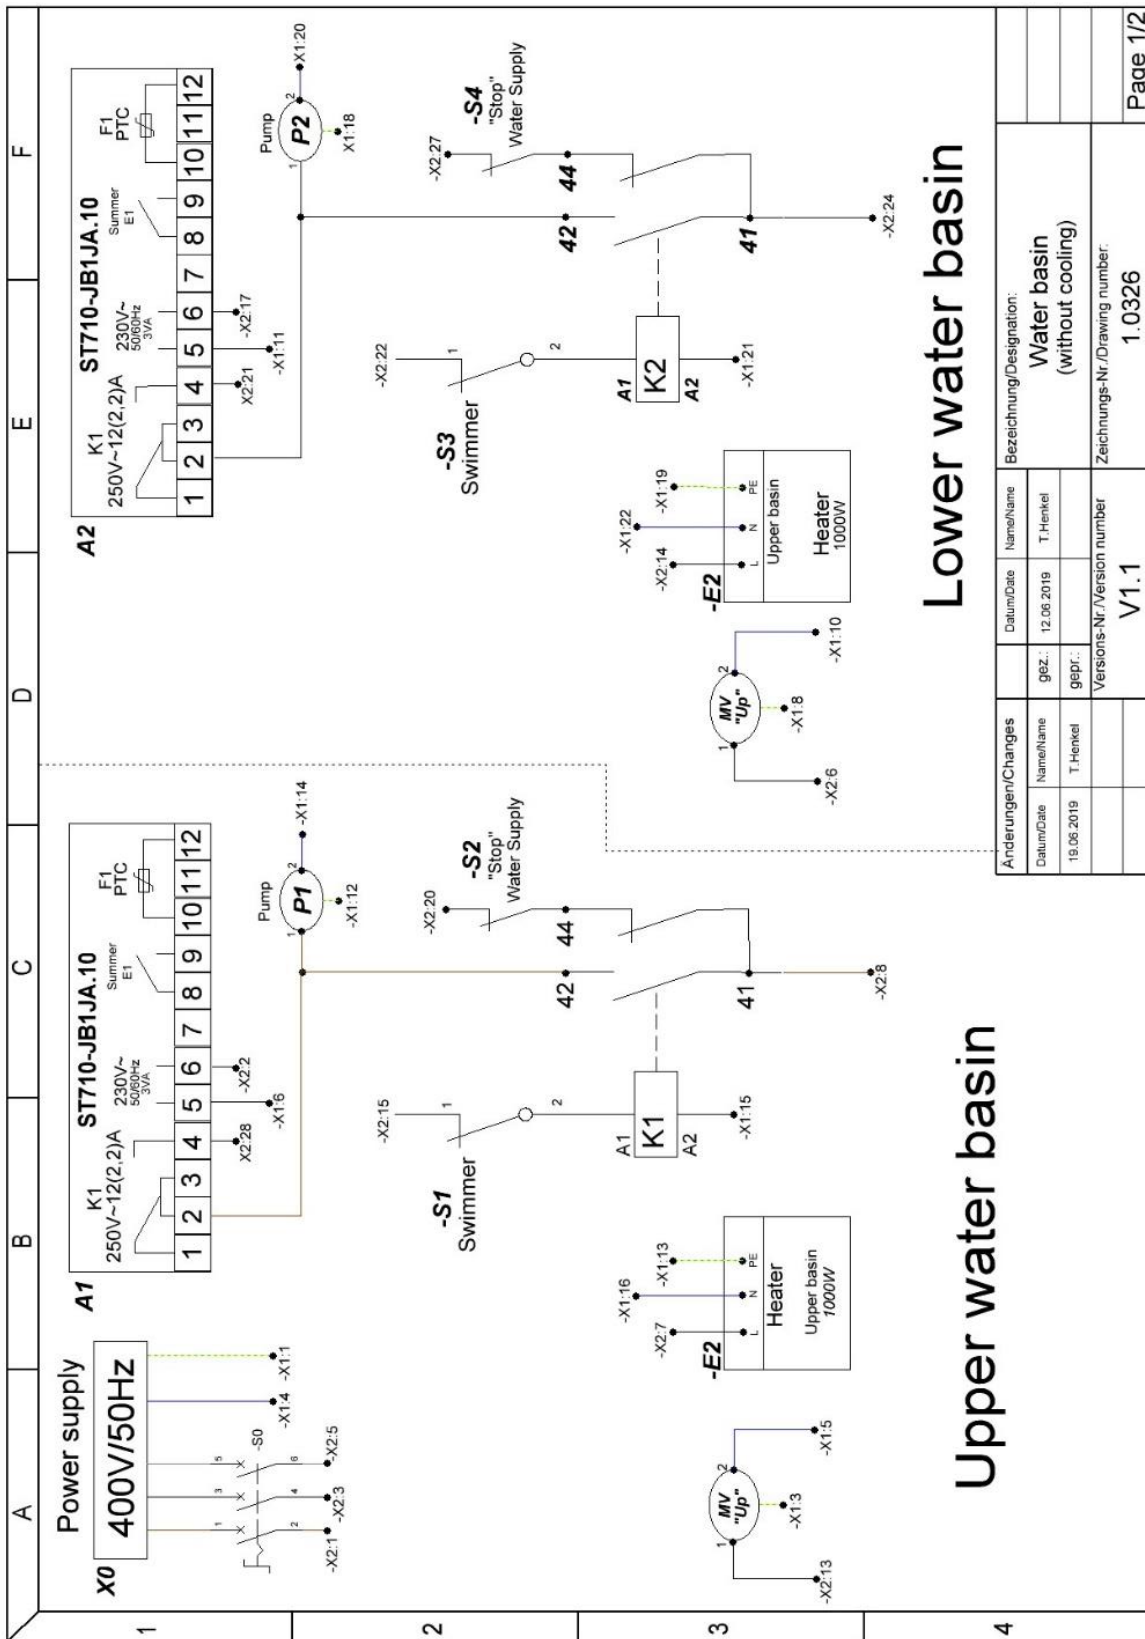 A
B
C
D
E
F
1
2
3
4
Power supply
X0
400V/50Hz
-S0
1
3
5
2
4
6
-X2:1
-X2:3
-X2:5
-X1:4
-X1:1
A1
K1
250V~12(2,2)A
ST710-JB1JA.10
230V~
50/60Hz
3VA
Summer
E1
F1
PTC
1 2 3 4 5 6 7 8 9 10 11 12
X2:28
-X1:6
-X2:2
Pump
1
P1
2
-X1:14
-X1:12
-X2:15
-S1
Swimmer
1
2
A1
K1
A2
-X1:15
-X2:20
-S2
"Stop"
Water Supply
42
44
41
-X2:8
MV
"Up"
1
2
-X2:13
-X1:3
-X1:5
-E2
-X2:7
-X1:16
-X1:13
L
N
PE
Heater
Upper basin
1000W
Upper water basin
A2
K1
250V~12(2,2)A
ST710-JB1JA.10
230V~
50/60Hz
3VA
Summer
E1
F1
PTC
1 2 3 4 5 6 7 8 9 10 11 12
X2:21
-X1:11
-X2:17
Pump
1
P2
2
-X1:20
X1:18
-X2:22
-S3
Swimmer
1
2
A1
K2
A2
-X1:21
-X2:27
-S4
"Stop"
Water Supply
42
44
41
-X2:24
MV
"Up"
1
2
-X2:6
-X1:8
-X1:10
-E2
-X2:14
-X1:22
-X1:19
L
N
PE
Upper basin
Heater
1000W
Lower water basin
Änderungen/Changes
Datum/Date
Name/Name
19.06.2019
T.Henkel
Datum/Date
Name/Name
gez.:
12.06.2019
T.Henkel
gepr.:
Versions-Nr./Version number
V1.1
Bezeichnung/Designation:
Water basin
(without cooling)
Zeichnungs-Nr./Drawing number:
1.0326
Page 1/2